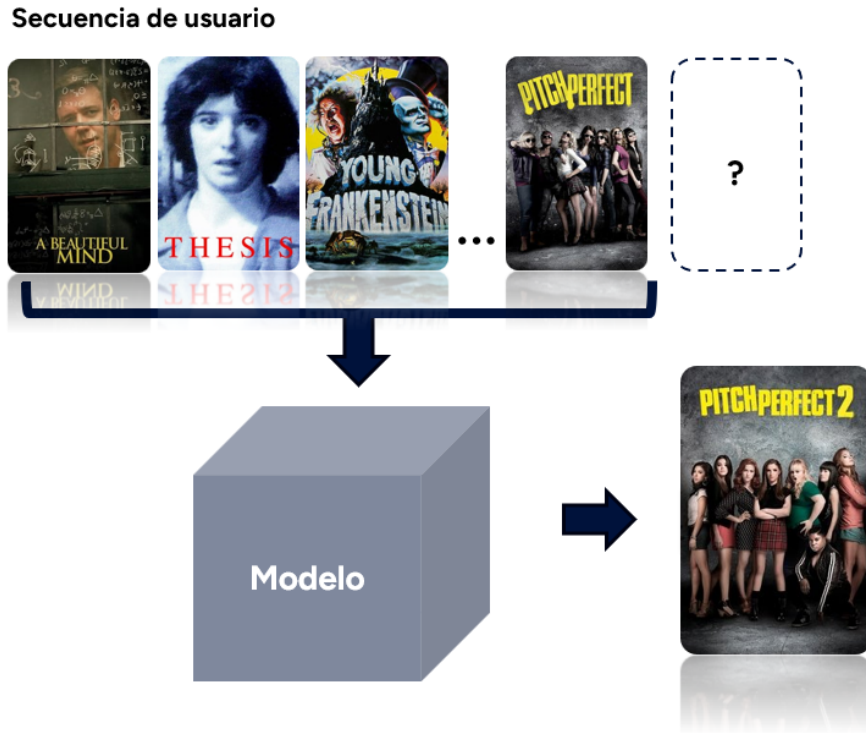 Secuencia de usuario
A BEAUTIFUL
MIND
THESIS
YOUNG
FRANKENSTEIN
...
PITCH PERFECT
?
PITCH PERFECT 2
Modelo